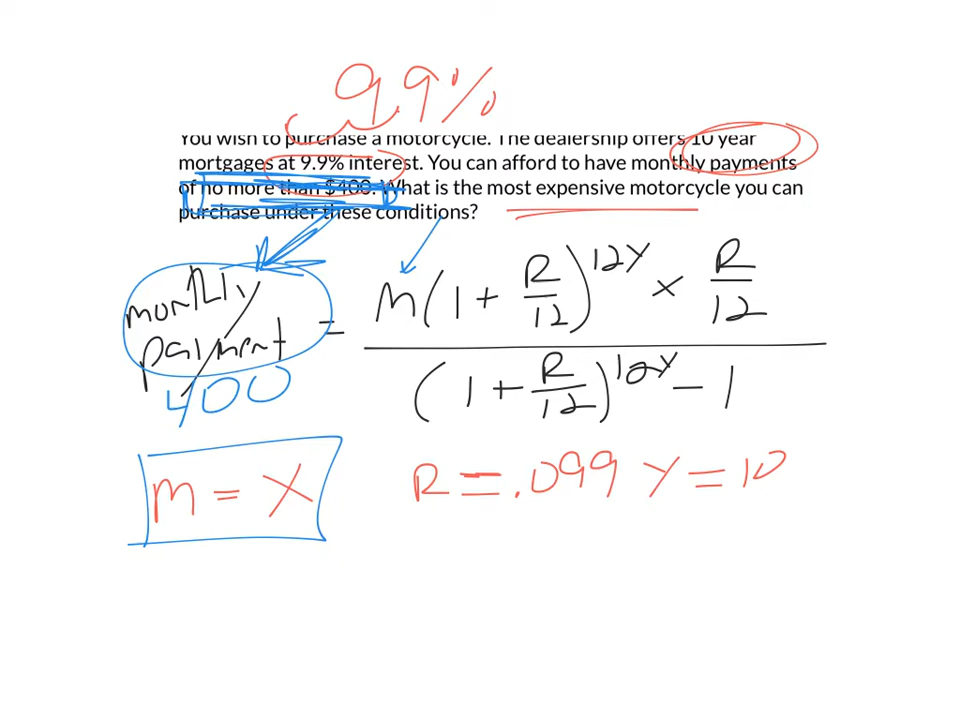 9.9%
You wish to purchase a motorcycle. The dealership offers 10 year
mortgages at 9.9% interest. You can afford to have monthly payments
of no more than $400. What is the most expensive motorcycle you can
purchase under these conditions?
monthly payment = M(1 + R/12)^12Y × R/12 / (1 + R/12)^12Y - 1
400
M = X
R = .099 Y = 10